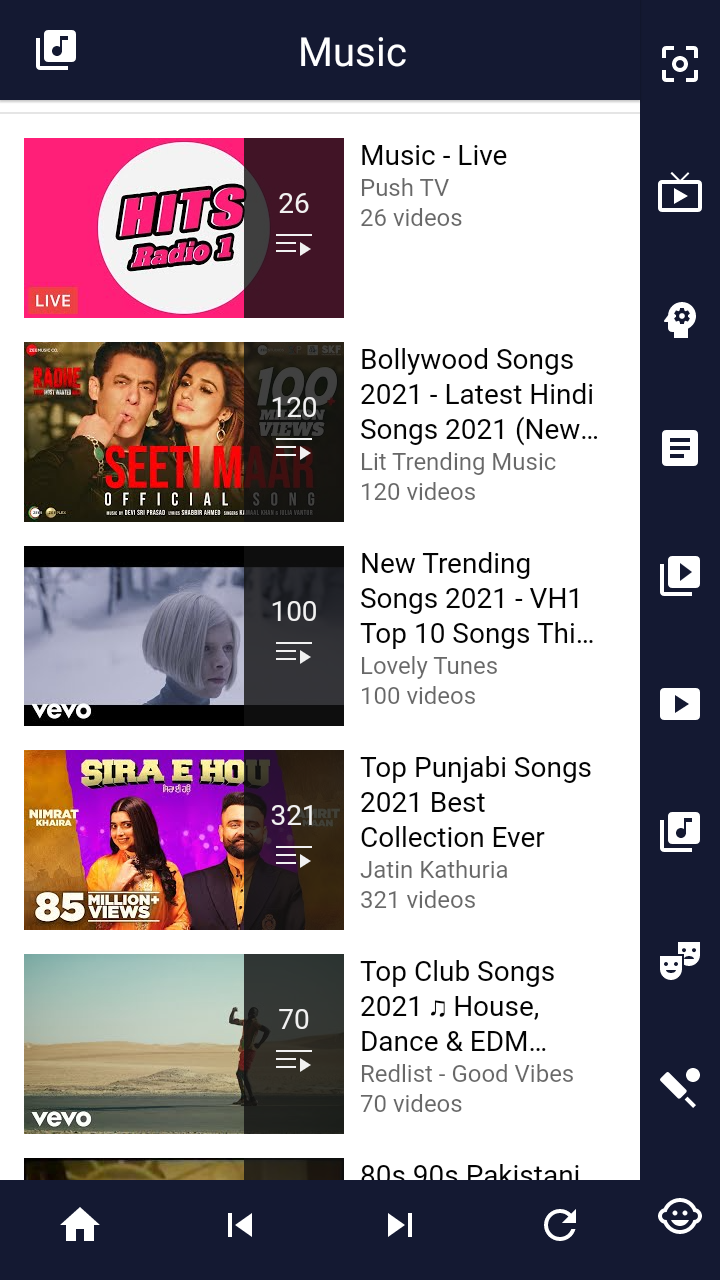 Music
HITS
Radio 1
LIVE
26
Music - Live
Push TV
26 videos
ZEE MUSIC CO.
RADHE
SEETI MAAR
OFFICIAL SONG
100
MILLION
VIEWS
120
Bollywood Songs
2021 - Latest Hindi
Songs 2021 (New...
Lit Trending Music
120 videos
vevo
100
New Trending
Songs 2021 - VH1
Top 10 Songs Thi...
Lovely Tunes
100 videos
SIRA E HOU
NIMRAT
KHAIRA
85 MILLION+
VIEWS
321
Top Punjabi Songs
2021 Best
Collection Ever
Jatin Kathuria
321 videos
vevo
70
Top Club Songs
2021 ♫ House,
Dance & EDM...
Redlist - Good Vibes
70 videos
80s 90s Pakistani